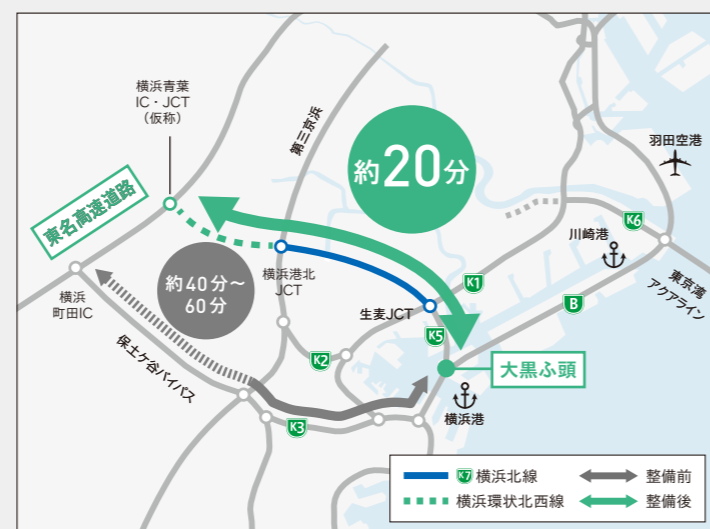 横浜青葉
IC・JCT
（仮称）
第三京浜
約20分
羽田空港
東名高速道路
K6
川崎港
約40分～
60分
横浜港北
JCT
K1
東京湾
アクアライン
横浜
町田IC
生麦JCT
B
K5
保土ケ谷バイパス
K2
大黒ふ頭
横浜港
K3
K7 横浜北線
整備前
横浜環状北西線
整備後